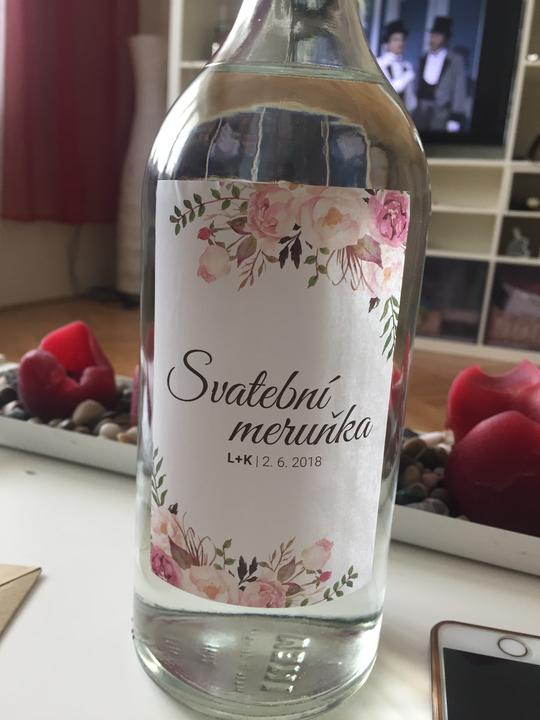 Svatební
meruňka
L+K | 2. 6. 2018